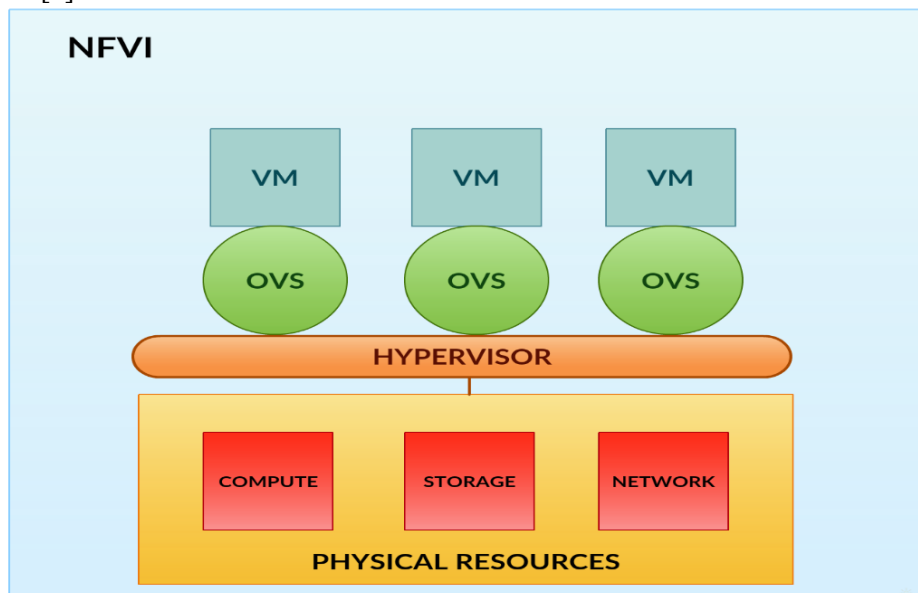 NFVI
VM VM VM
OVS OVS OVS
HYPERVISOR
COMPUTE STORAGE NETWORK
PHYSICAL RESOURCES